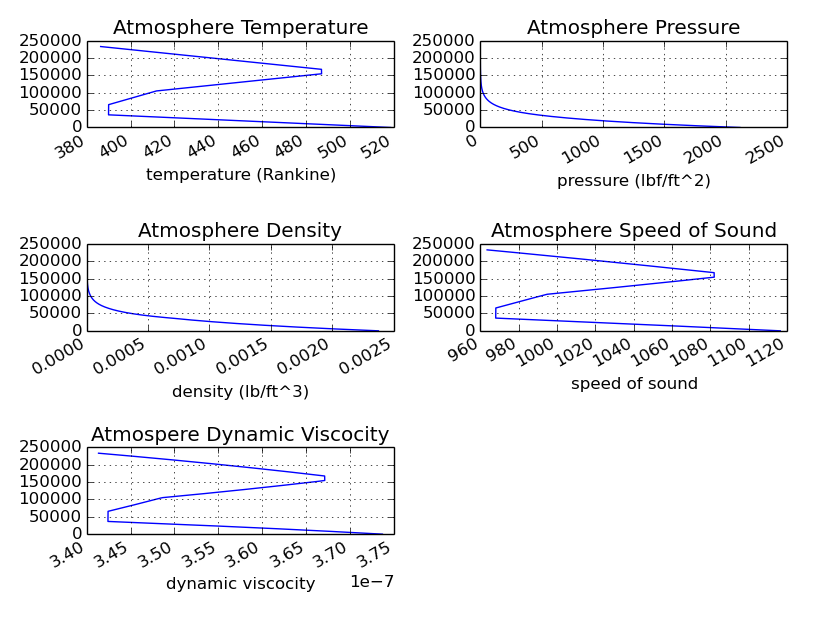 Atmosphere Temperature
250000
200000
150000
100000
50000
0
380 400 420 440 460 480 500 520
temperature (Rankine)
Atmosphere Pressure
250000
200000
150000
100000
50000
0
0 500 1000 1500 2000 2500
pressure (lbf/ft^2)
Atmosphere Density
250000
200000
150000
100000
50000
0
0.0000 0.0005 0.0010 0.0015 0.0020 0.0025
density (lb/ft^3)
Atmosphere Speed of Sound
250000
200000
150000
100000
50000
0
960 980 1000 1020 1040 1060 1080 1100 1120
speed of sound
Atmospere Dynamic Viscocity
250000
200000
150000
100000
50000
0
3.40 3.45 3.50 3.55 3.60 3.65 3.70 3.75
1e−7
dynamic viscocity